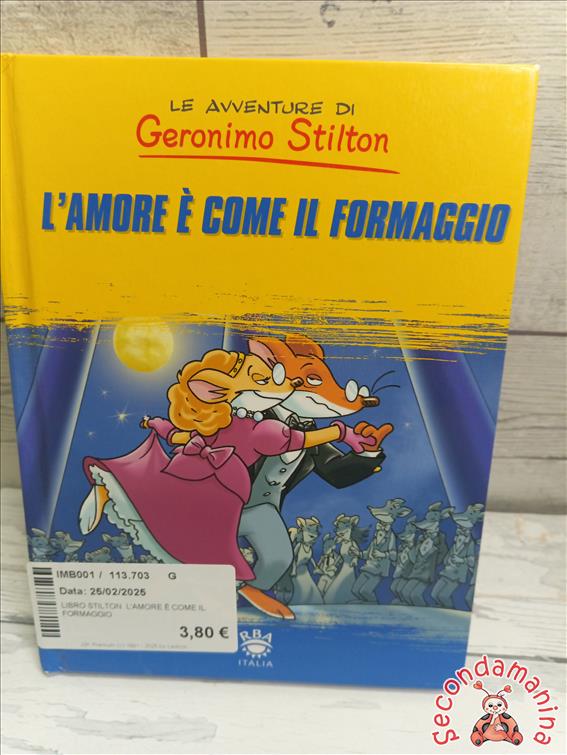 LE AVVENTURE DI
Geronimo Stilton
L'AMORE È COME IL FORMAGGIO
IMB001 / 113.703 G
Data: 25/02/2025
LIBRO STILTON L'AMORE È COME IL
FORMAGGIO
3,80 €
RBA
ITALIA
Secondamanina